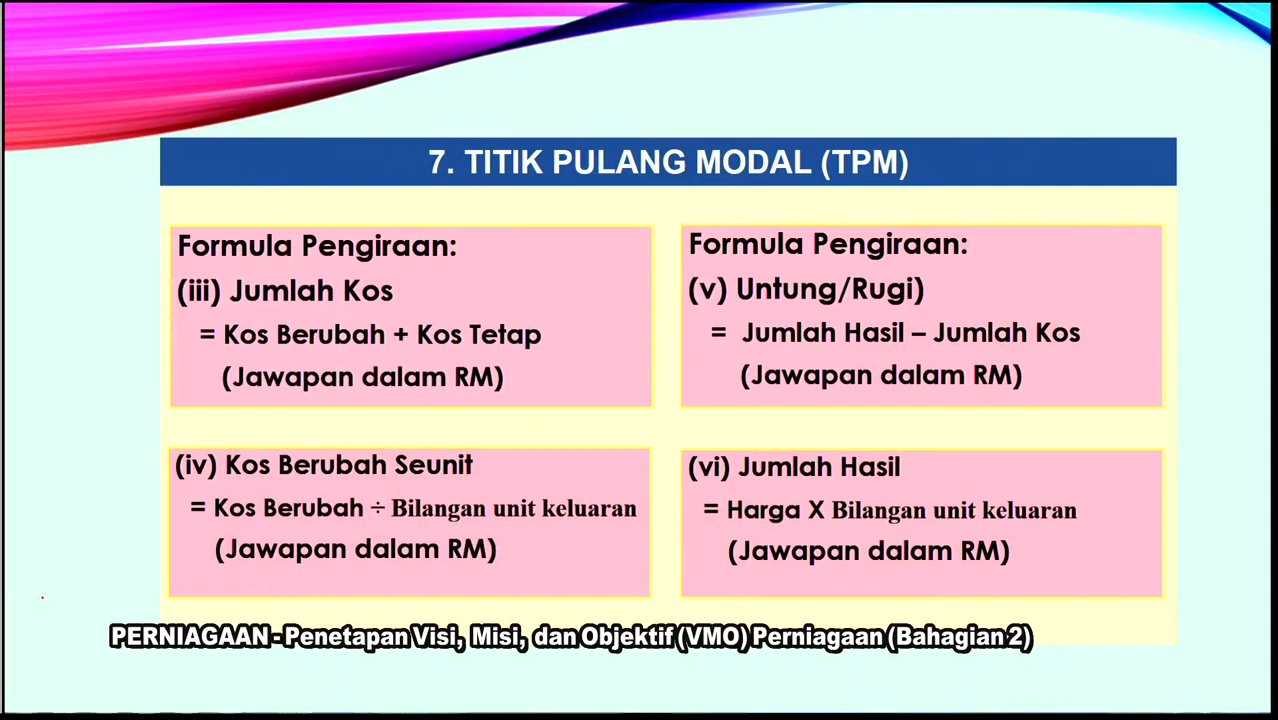 7. TITIK PULANG MODAL (TPM)
Formula Pengiraan:
(iii) Jumlah Kos
= Kos Berubah + Kos Tetap
(Jawapan dalam RM)
(iv) Kos Berubah Seunit
= Kos Berubah ÷ Bilangan unit keluaran
(Jawapan dalam RM)
Formula Pengiraan:
(v) Untung/Rugi)
= Jumlah Hasil – Jumlah Kos
(Jawapan dalam RM)
(vi) Jumlah Hasil
= Harga X Bilangan unit keluaran
(Jawapan dalam RM)
PERNIAGAAN - Penetapan Visi, Misi, dan Objektif (VMO) Perniagaan (Bahagian 2)